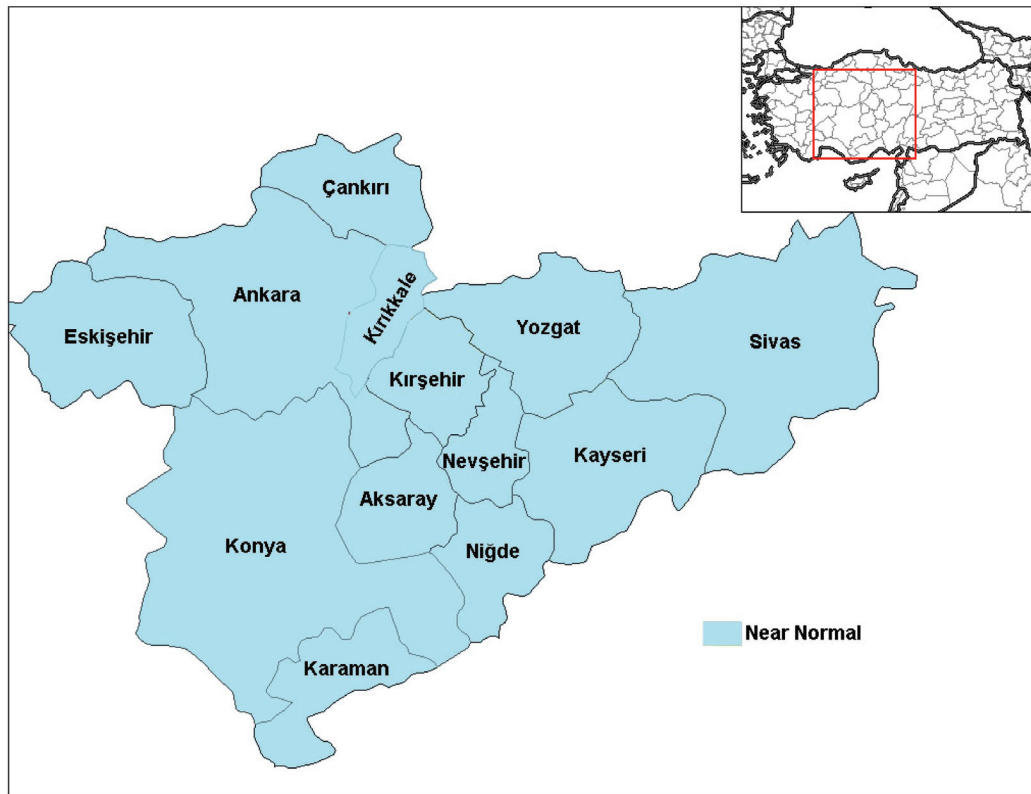 Çankırı
Ankara
Kırıkkale
Eskişehir
Yozgat
Sivas
Kırşehir
Nevşehir
Kayseri
Aksaray
Konya
Niğde
Near Normal
Karaman